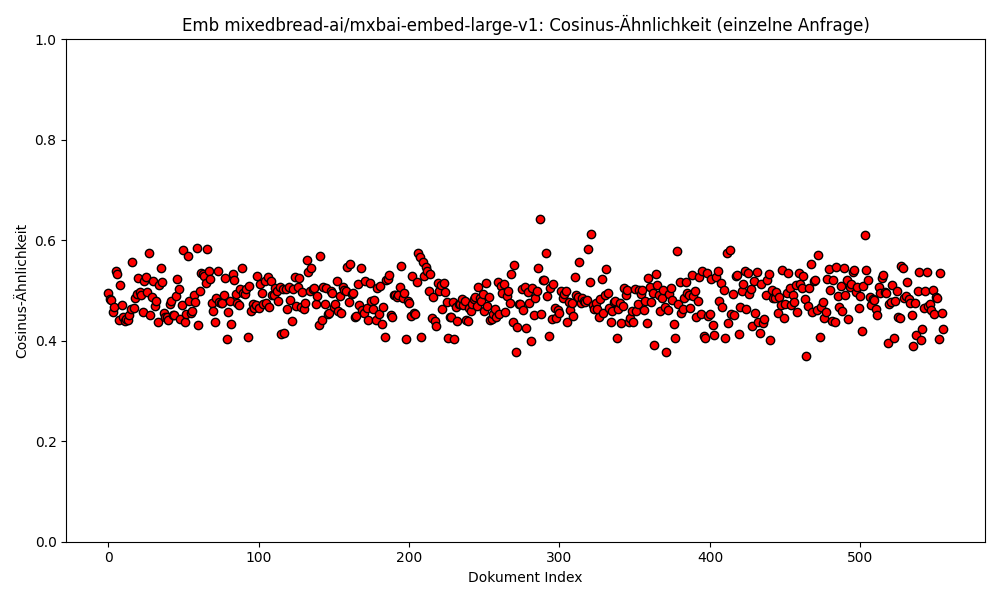 Emb mixedbread-ai/mxbai-embed-large-v1: Cosinus-Ähnlichkeit (einzelne Anfrage)
1.0
0.8
0.6
0.4
0.2
0.0
Cosinus-Ähnlichkeit
0 100 200 300 400 500
Dokument Index